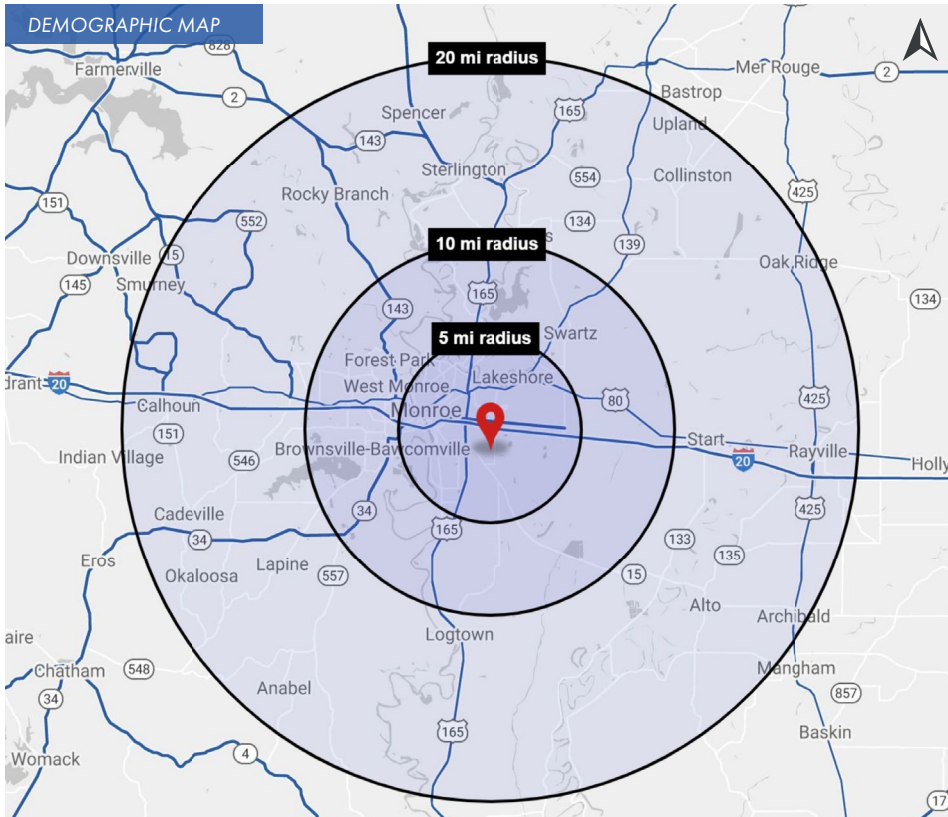 DEMOGRAPHIC MAP
828
20 mi radius
Farmerville
Mer Rouge
2
2
Bastrop
Spencer
165
Upland
143
Sterlington
554
Collinston
Rocky Branch
425
151
552
134
s
10 mi radius
139
15
Downsville
Oak Ridge
145
Smurney
165
134
143
5 mi radius
Swartz
Forest Park
West Monroe
Lakeshore
drant
20
80
425
Calhoun
Monroe
151
Start
Brownsville-Bawcomville
Rayville
Indian Village
546
20
Holly
34
425
Cadeville
165
34
133
135
Eros
Lapine
Okaloosa
557
15
Alto
Archibald
aire
Logtown
Chatham
548
Mangham
34
Anabel
857
165
Baskin
4
Womack
17